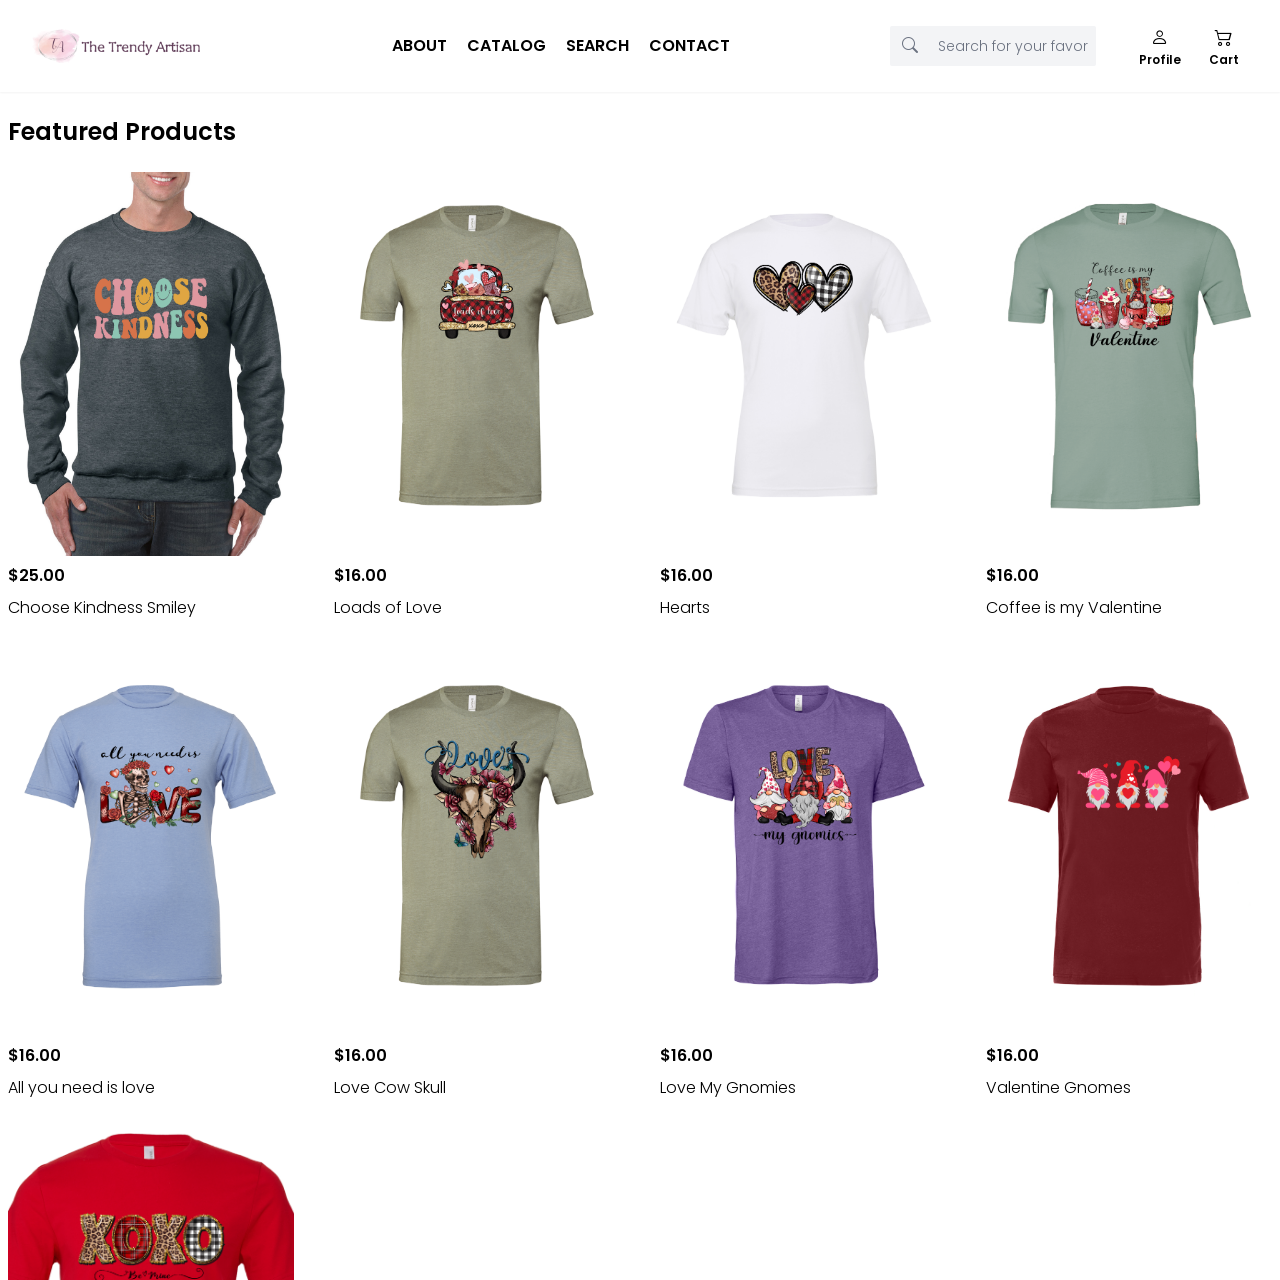 TA The Trendy Artisan
ABOUT CATALOG SEARCH CONTACT
Search for your favor
Profile
Cart
Featured Products
CHOOSE
KINDNESS
loads of love
xoxo
Coffee is my
LOVE
Valentine
$25.00
$16.00
$16.00
$16.00
Choose Kindness Smiley
Loads of Love
Hearts
Coffee is my Valentine
all you need is
LOVE
Love
LOVE
my gnomies
$16.00
$16.00
$16.00
$16.00
All you need is love
Love Cow Skull
Love My Gnomies
Valentine Gnomes
XOXO
Be Mine